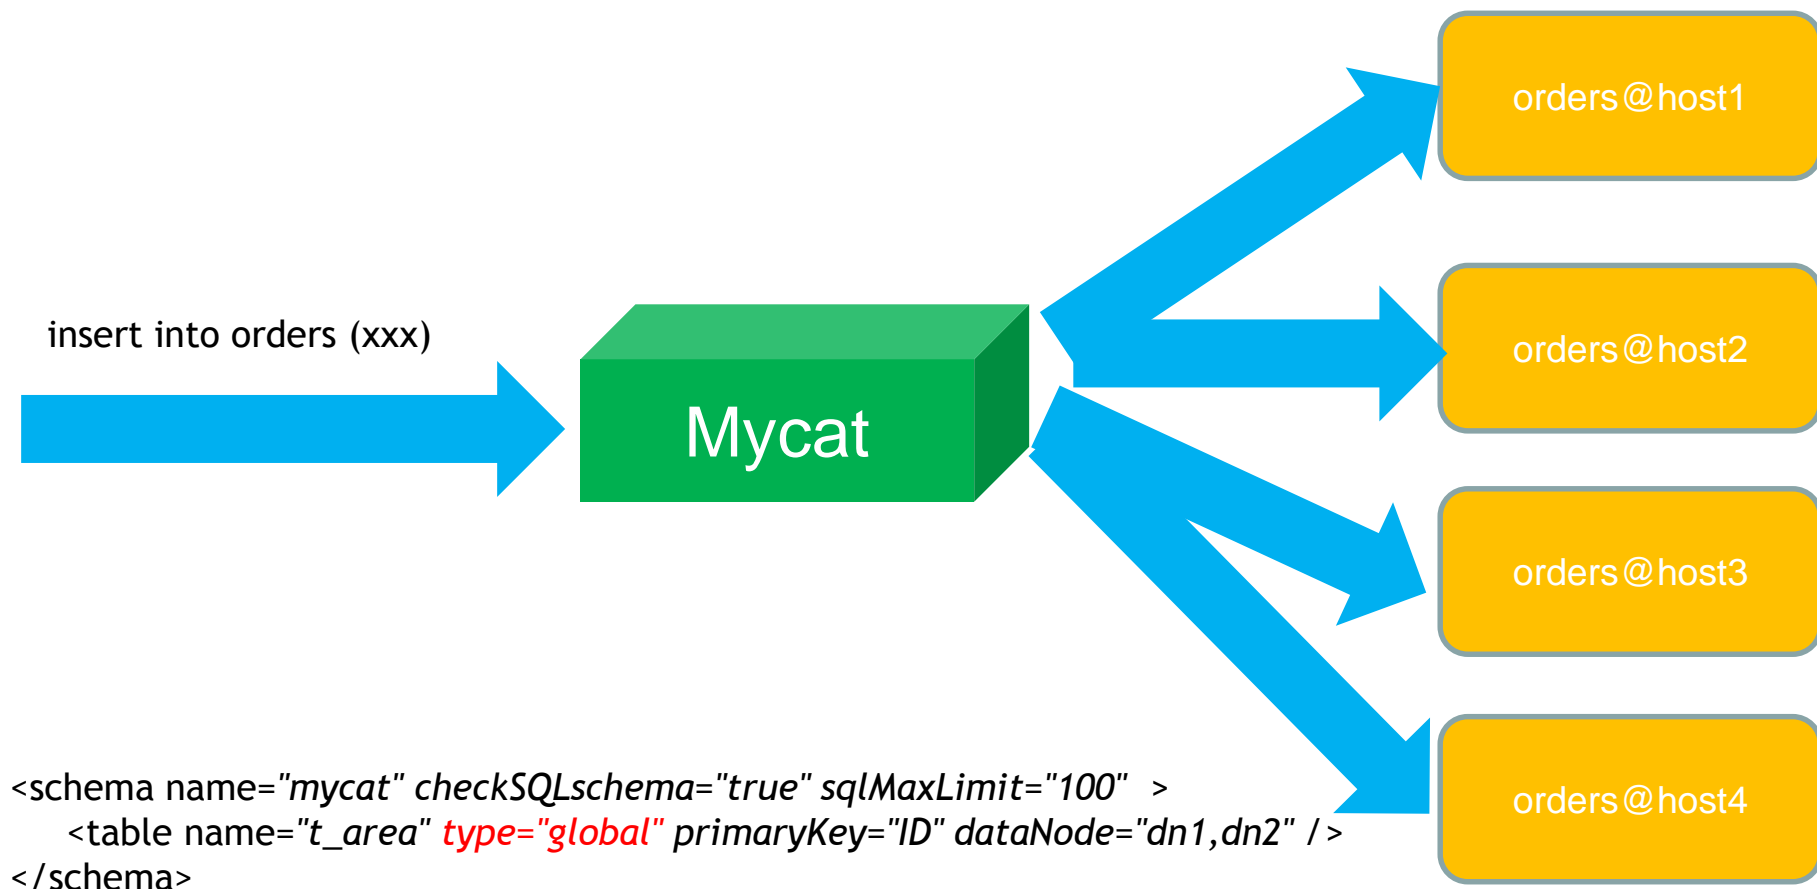 orders@host1
insert into orders (xxx)
orders@host2
Mycat
orders@host3
<schema name="mycat" checkSQLschema="true" sqlMaxLimit="100" >
<table name="t_area" type="global" primaryKey="ID" dataNode="dn1,dn2" />
</schema>
orders@host4